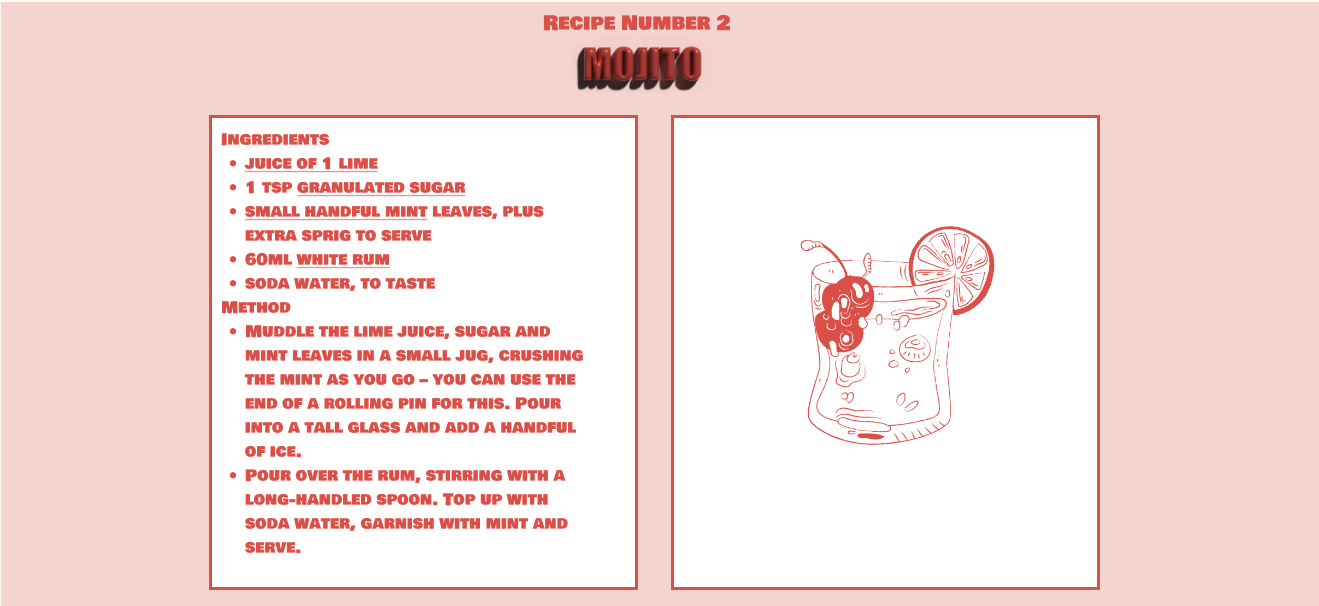 Recipe Number 2
MOJITO
Ingredients
• juice of 1 lime
• 1 tsp granulated sugar
• small handful mint leaves, plus
extra sprig to serve
• 60ml white rum
• soda water, to taste
Method
• Muddle the lime juice, sugar and
mint leaves in a small jug, crushing
the mint as you go – you can use the
end of a rolling pin for this. Pour
into a tall glass and add a handful
of ice.
• Pour over the rum, stirring with a
long-handled spoon. Top up with
soda water, garnish with mint and
serve.